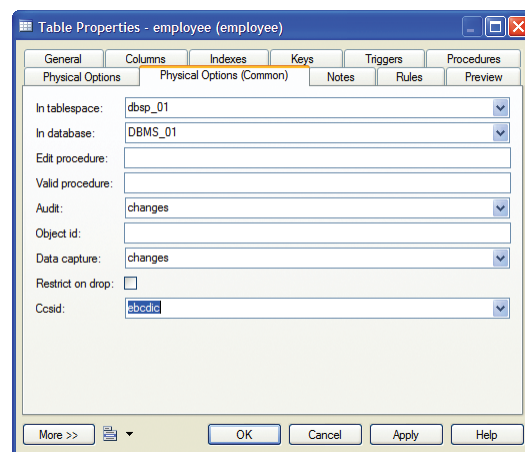 Table Properties - employee (employee)
General Columns Indexes Keys Triggers Procedures
Physical Options Physical Options (Common) Notes Rules Preview
In tablespace: dbsp_01
In database: DBMS_01
Edit procedure:
Valid procedure:
Audit: changes
Object id:
Data capture: changes
Restrict on drop:
Ccsid: ebcdic
More >> OK Cancel Apply Help